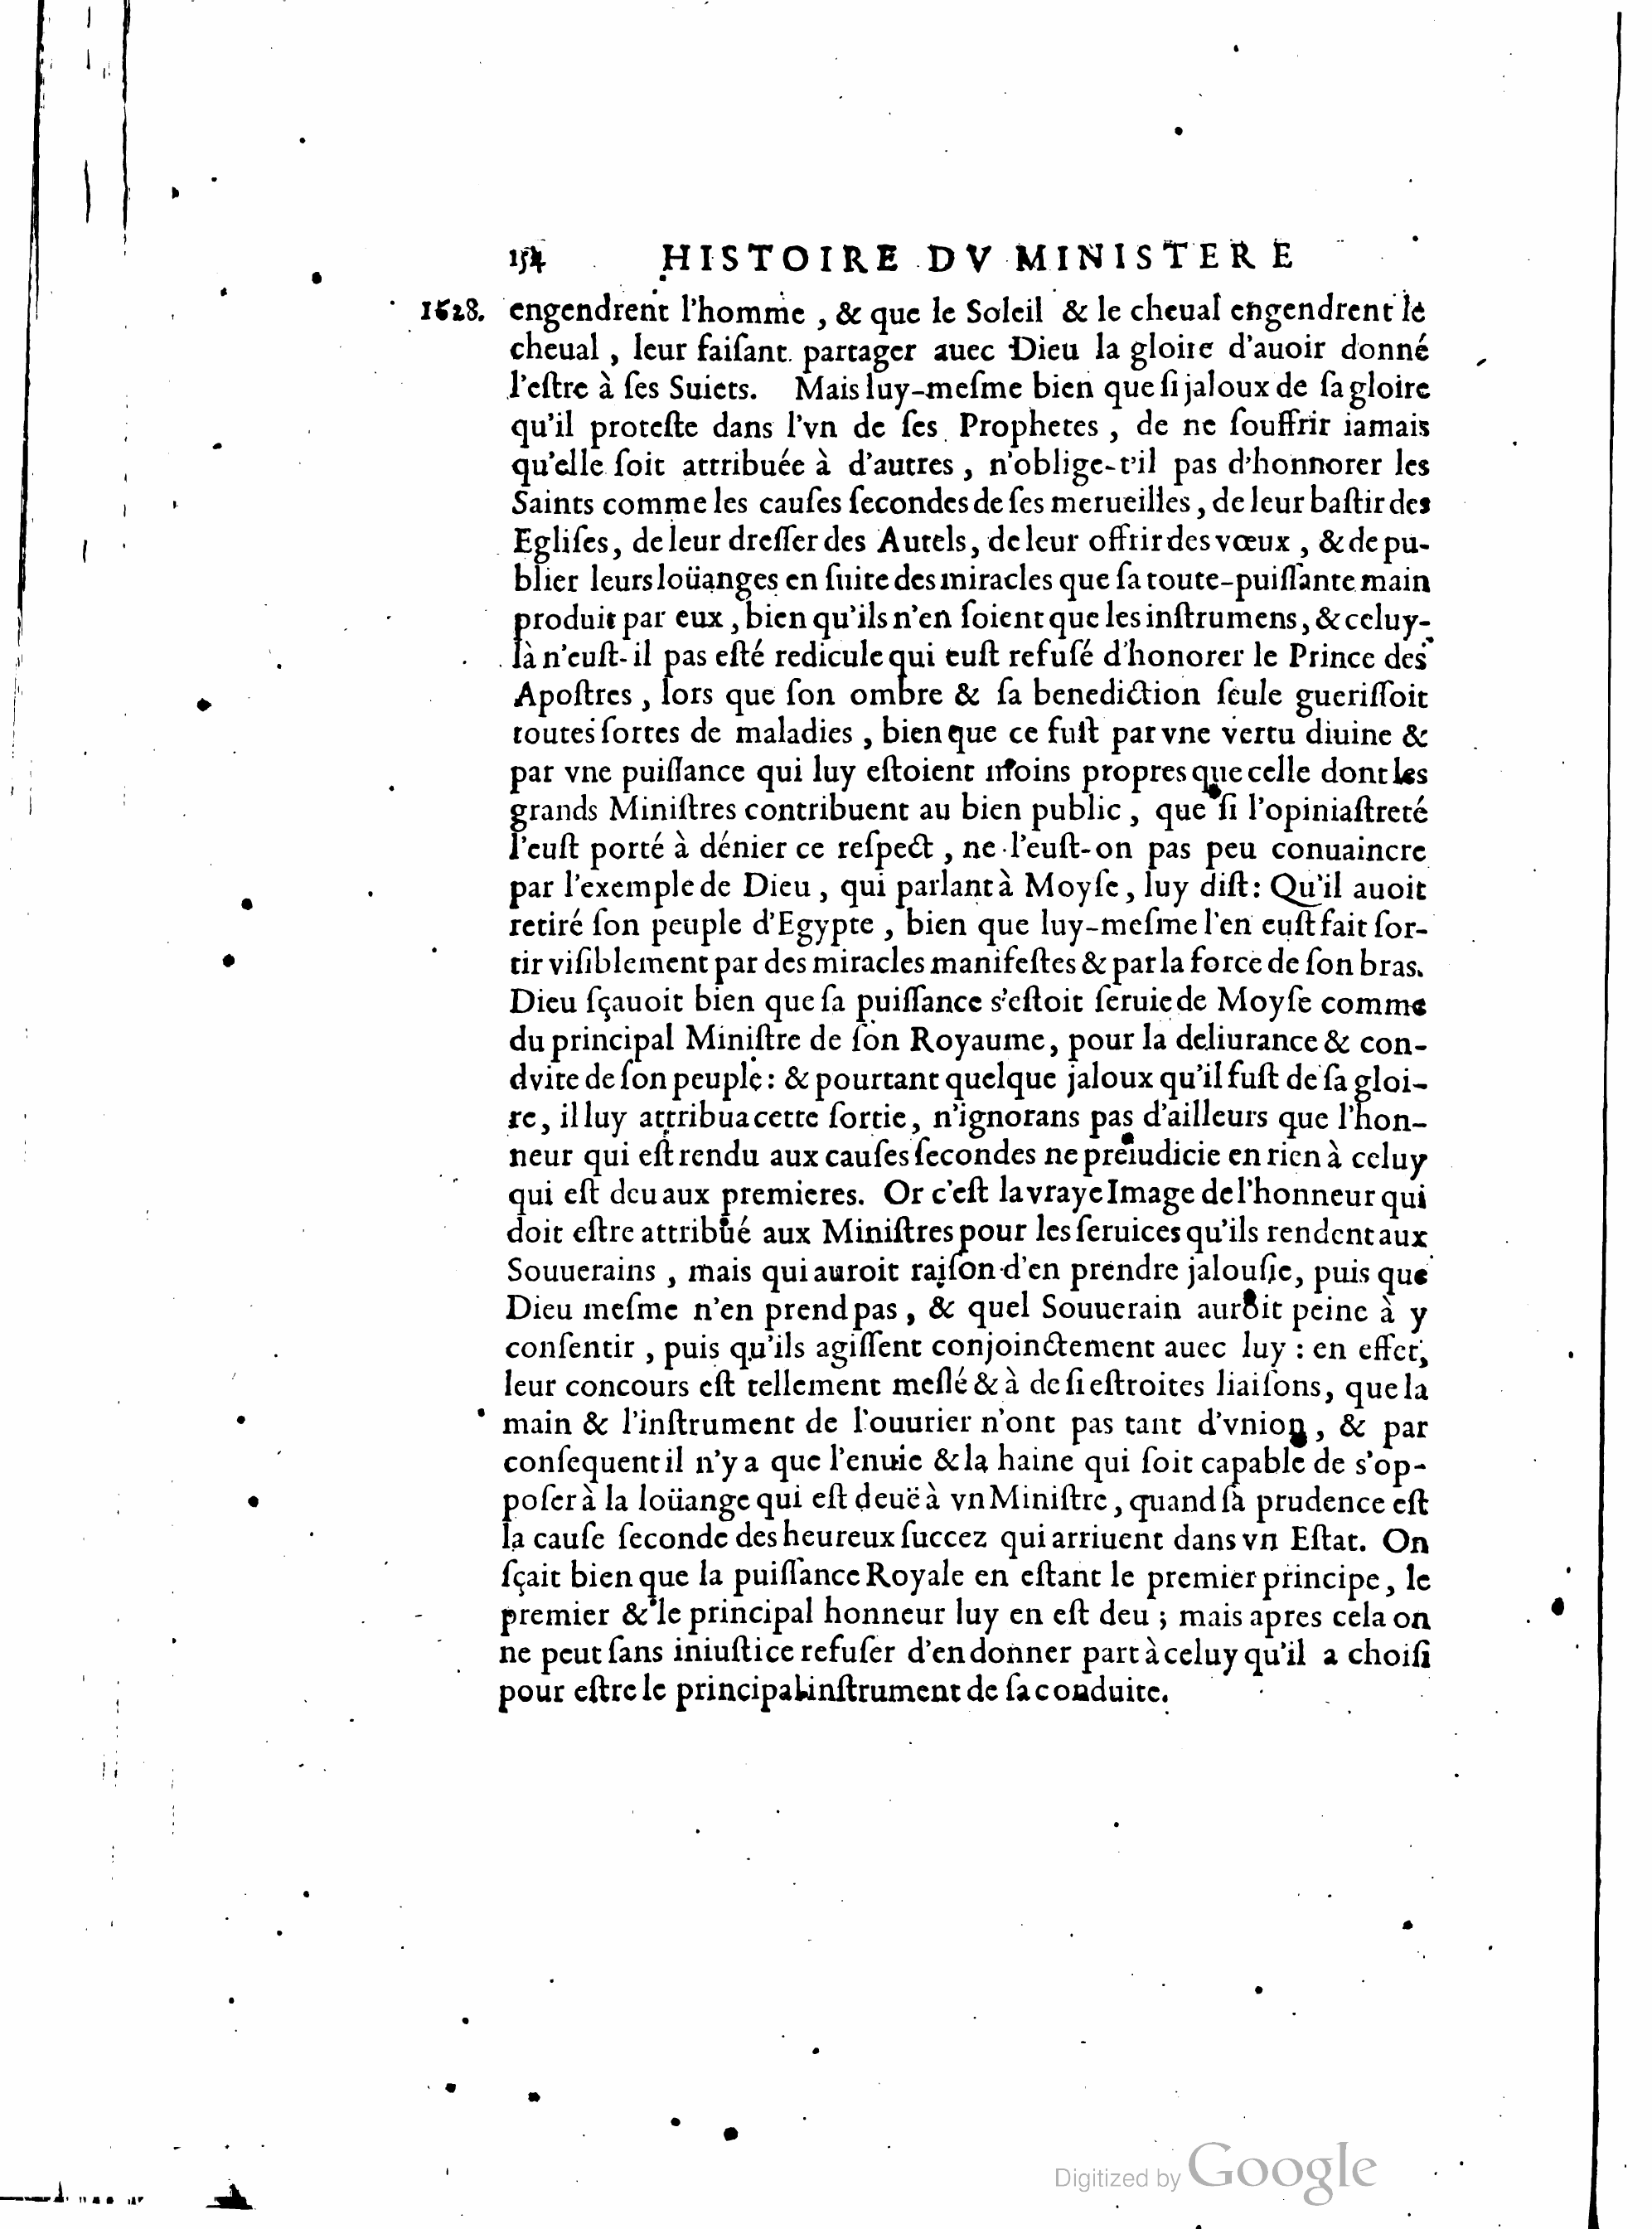 154 HISTOIRE DV MINISTERE
1628. engendrent l'homme , & que le Soleil & le cheual engendrent le
cheual , leur faiſant partager auec Dieu la gloire d'auoir donné
l'eſtre à ſes Suiets. Mais luy-meſme bien que ſi jaloux de ſa gloire
qu'il proteſte dans l'vn de ſes Prophetes , de ne ſouffrir iamais
qu'elle ſoit attribuée à d'autres , n'oblige-t'il pas d'honnorer les
Saints comme les cauſes ſecondes de ſes merueilles , de leur baſtir des
Egliſes, de leur dreſſer des Autels, de leur offrir des vœux , & de pu-
blier leurs loüanges en ſuite des miracles que ſa toute-puiſſante main
produit par eux , bien qu'ils n'en ſoient que les inſtrumens, & celuy-
là n'euſt-il pas eſté redicule qui euſt refuſé d'honorer le Prince des
Apoſtres , lors que ſon ombre & ſa benediction ſeule gueriſſoit
toutes ſortes de maladies , bien que ce fuſt par vne vertu diuine &
par vne puiſſance qui luy eſtoient moins propres que celle dont les
grands Miniſtres contribuent au bien public , que ſi l'opiniaſtreté
l'euſt porté à dénier ce reſpect , ne l'euſt-on pas peu conuaincre
par l'exemple de Dieu , qui parlant à Moyſe, luy diſt: Qu'il auoit
retiré ſon peuple d'Egypte , bien que luy-meſme l'en euſt fait ſor-
tir viſiblement par des miracles manifeſtes & par la force de ſon bras.
Dieu ſçauoit bien que ſa puiſſance s'eſtoit ſeruie de Moyſe comme
du principal Miniſtre de ſon Royaume, pour la deliurance & con-
dvite de ſon peuple: & pourtant quelque jaloux qu'il fuſt de ſa gloi-
re, il luy attribua cette ſortie, n'ignorans pas d'ailleurs que l'hon-
neur qui eſt rendu aux cauſes ſecondes ne preiudicie en rien à celuy
qui eſt deu aux premieres. Or c'eſt la vraye Image de l'honneur qui
doit eſtre attribué aux Miniſtres pour les ſeruices qu'ils rendent aux
Souuerains , mais qui auroit raiſon d'en prendre jalouſie, puis que
Dieu meſme n'en prend pas , & quel Souuerain auroit peine à y
conſentir , puis qu'ils agiſſent conjoinctement auec luy : en effet,
leur concours eſt tellement meſlé & à de ſi eſtroites liaiſons, que la
main & l'inſtrument de l'ouurier n'ont pas tant d'vnion , & par
conſequent il n'y a que l'enuie & la haine qui ſoit capable de s'op-
poſer à la loüange qui eſt deuë à vn Miniſtre, quand ſa prudence eſt
la cauſe ſeconde des heureux ſuccez qui arriuent dans vn Eſtat. On
ſçait bien que la puiſſance Royale en eſtant le premier principe, le
premier & le principal honneur luy en eſt deu ; mais apres cela on
ne peut ſans iniuſtice refuſer d'en donner part à celuy qu'il a choiſi
pour eſtre le principal inſtrument de ſa conduite.
Digitized by Google